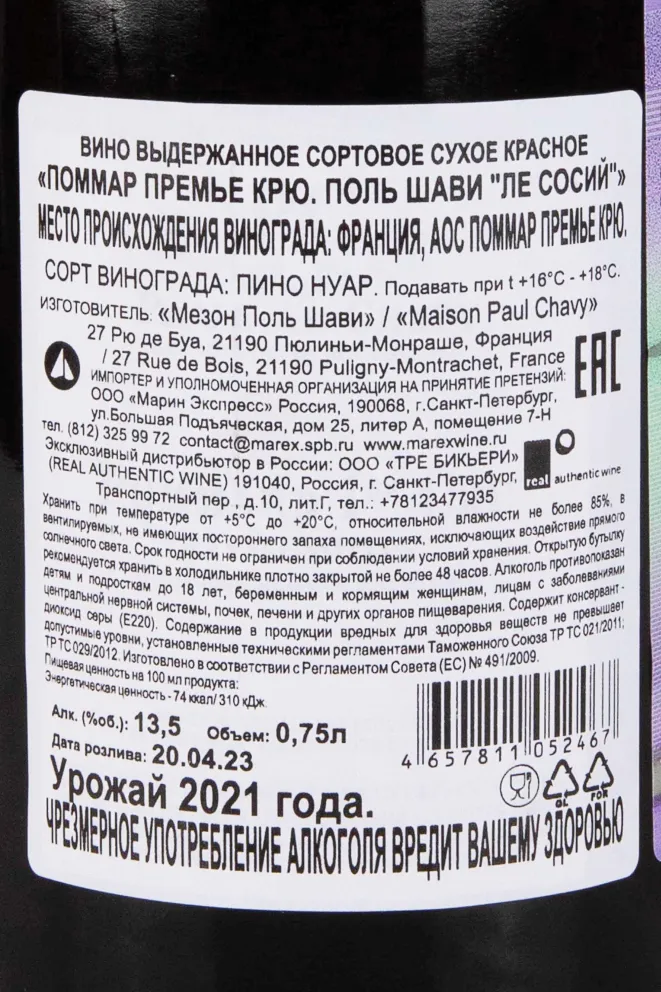 ВИНО ВЫДЕРЖАННОЕ СОРТОВОЕ СУХОЕ КРАСНОЕ
«ПОММАР ПРЕМЬЕ КРЮ. ПОЛЬ ШАВИ "ЛЕ СОСИЙ"»
МЕСТО ПРОИСХОЖДЕНИЯ ВИНОГРАДА: ФРАНЦИЯ, АОС ПОММАР ПРЕМЬЕ КРЮ.
СОРТ ВИНОГРАДА: ПИНО НУАР. Подавать при t +16°C - +18°C.
ИЗГОТОВИТЕЛЬ: «Мезон Поль Шави» / «Maison Paul Chavy»
27 Рю де Буа, 21190 Пюлиньи-Монраше, Франция
/ 27 Rue de Bois, 21190 Puligny-Montrachet, France
ИМПОРТЕР И УПОЛНОМОЧЕННАЯ ОРГАНИЗАЦИЯ НА ПРИНЯТИЕ ПРЕТЕНЗИЙ:
ООО «Марин Экспресс» Россия, 190068, г.Санкт-Петербург,
ул.Большая Подъяческая, дом 25, литер А, помещение 7-Н
тел. (812) 325 99 72 contact@marex.spb.ru www.marexwine.ru
EAC
Эксклюзивный дистрибьютор в России: ООО «ТРЕ БИКЬЕРИ»
(REAL AUTHENTIC WINE) 191040, Россия, г. Санкт-Петербург,
Транспортный пер., д.10, лит.Г, тел.: +78123477935
real authentic wine
Хранить при температуре от +5°C до +20°C, относительной влажности не более 85%, в
вентилируемых, не имеющих постороннего запаха помещениях, исключающих воздействие прямого
солнечного света. Срок годности не ограничен при соблюдении условий хранения. Открытую бутылку
рекомендуется хранить в холодильнике плотно закрытой не более 48 часов. Алкоголь противопоказан
детям и подросткам до 18 лет, беременным и кормящим женщинам, лицам с заболеваниями
центральной нервной системы, почек, печени и других органов пищеварения. Содержит консервант -
диоксид серы (E220). Содержание в продукции вредных для здоровья веществ не превышает
допустимые уровни, установленные техническими регламентами Таможенного Союза ТР ТС 021/2011;
ТР ТС 029/2012. Изготовлено в соответствии с Регламентом Совета (ЕС) № 491/2009.
Пищевая ценность на 100 мл продукта:
Энергетическая ценность - 74 ккал/ 310 кДж.
Алк. (%об.): 13,5 Объем: 0,75л
Дата розлива: 20.04.23
4 657811 052467
GL POR
Урожай 2021 года.
ЧРЕЗМЕРНОЕ УПОТРЕБЛЕНИЕ АЛКОГОЛЯ ВРЕДИТ ВАШЕМУ ЗДОРОВЬЮ